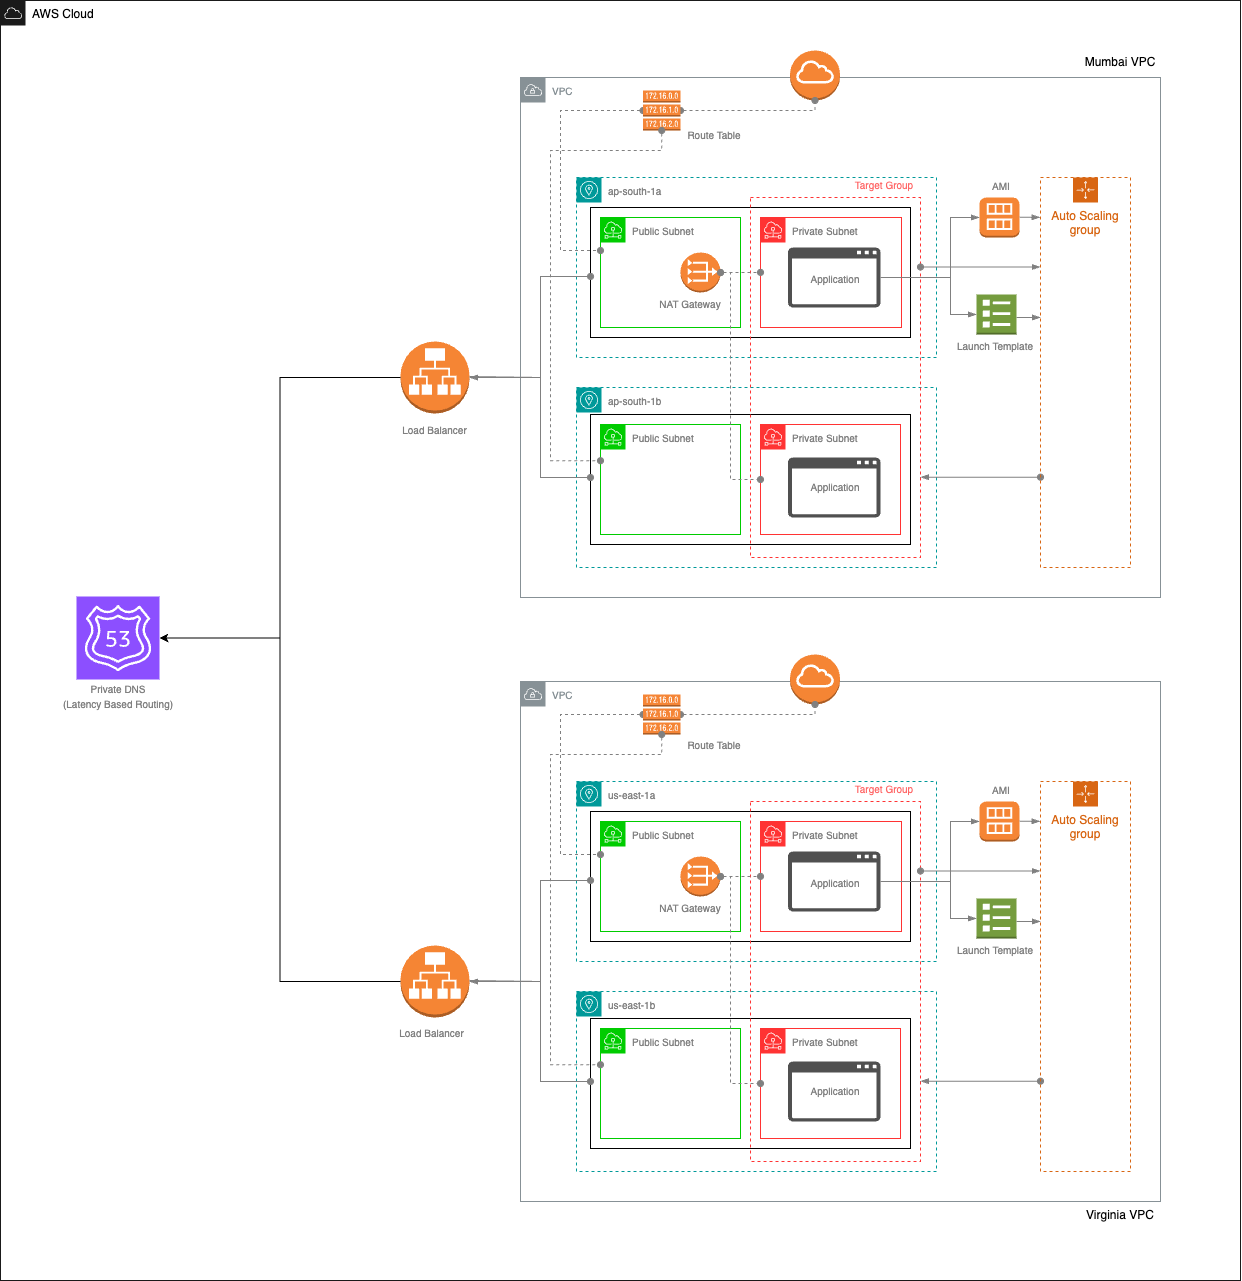 AWS Cloud
Mumbai VPC
VPC
172.16.0.0
172.16.1.0
172.16.2.0
Route Table
ap-south-1a
Target Group
AMI
Auto Scaling
group
Public Subnet
Private Subnet
Application
NAT Gateway
Launch Template
ap-south-1b
Public Subnet
Private Subnet
Application
Load Balancer
53
Private DNS
(Latency Based Routing)
VPC
172.16.0.0
172.16.1.0
172.16.2.0
Route Table
us-east-1a
Target Group
AMI
Auto Scaling
group
Public Subnet
Private Subnet
Application
NAT Gateway
Launch Template
us-east-1b
Public Subnet
Private Subnet
Application
Load Balancer
Virginia VPC